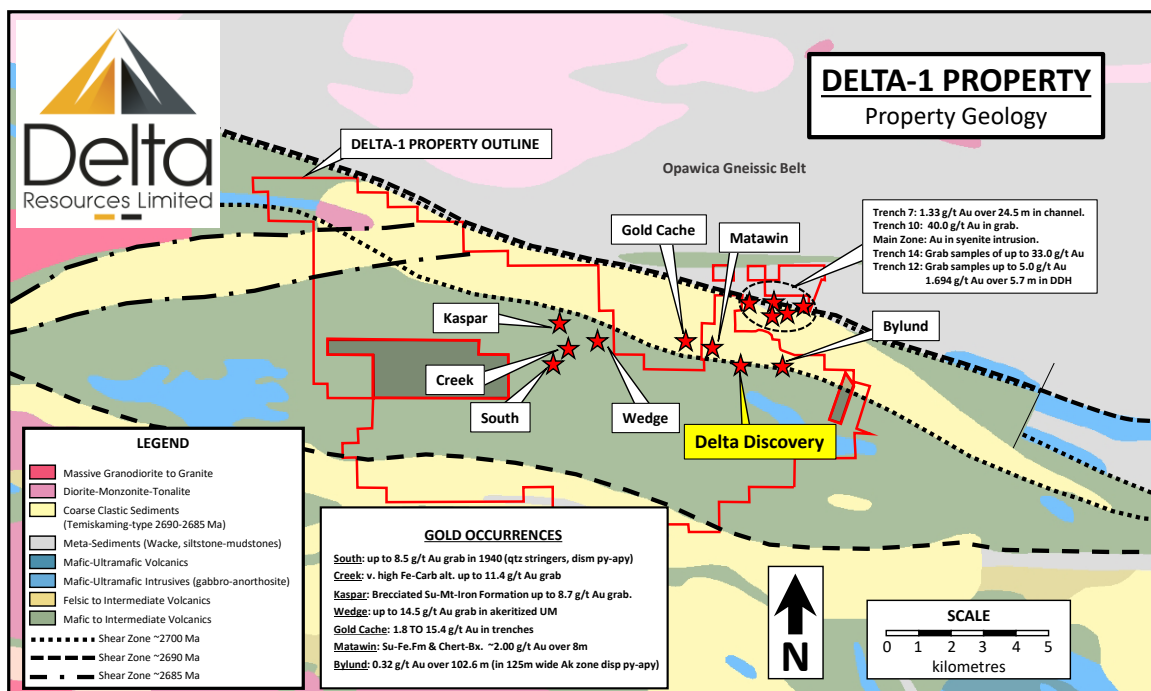 Delta
Resources Limited
DELTA-1 PROPERTY
Property Geology
DELTA-1 PROPERTY OUTLINE
Opawica Gneissic Belt
Trench 7: 1.33 g/t Au over 24.5 m in channel.
Trench 10: 40.0 g/t Au in grab.
Main Zone: Au in syenite intrusion.
Trench 14: Grab samples of up to 33.0 g/t Au
Trench 12: Grab samples up to 5.0 g/t Au
1.694 g/t Au over 5.7 m in DDH
Gold Cache
Matawin
Kaspar
Bylund
Creek
South
Wedge
Delta Discovery
LEGEND
Massive Granodiorite to Granite
Diorite-Monzonite-Tonalite
Coarse Clastic Sediments
(Temiskaming-type 2690-2685 Ma)
Meta-Sediments (Wacke, siltstone-mudstones)
Mafic-Ultramafic Volcanics
Mafic-Ultramafic Intrusives (gabbro-anorthosite)
Felsic to Intermediate Volcanics
Mafic to Intermediate Volcanics
Shear Zone ~2700 Ma
Shear Zone ~2690 Ma
Shear Zone ~2685 Ma
GOLD OCCURRENCES
South: up to 8.5 g/t Au grab in 1940 (qtz stringers, dism py-apy)
Creek: v. high Fe-Carb alt. up to 11.4 g/t Au grab
Kaspar: Brecciated Su-Mt-Iron Formation up to 8.7 g/t Au grab.
Wedge: up to 14.5 g/t Au grab in akeritized UM
Gold Cache: 1.8 TO 15.4 g/t Au in trenches
Matawin: Su-Fe.Fm & Chert-Bx. ~2.00 g/t Au over 8m
Bylund: 0.32 g/t Au over 102.6 m (in 125m wide Ak zone disp py-apy)
N
SCALE
0 1 2 3 4 5
kilometres